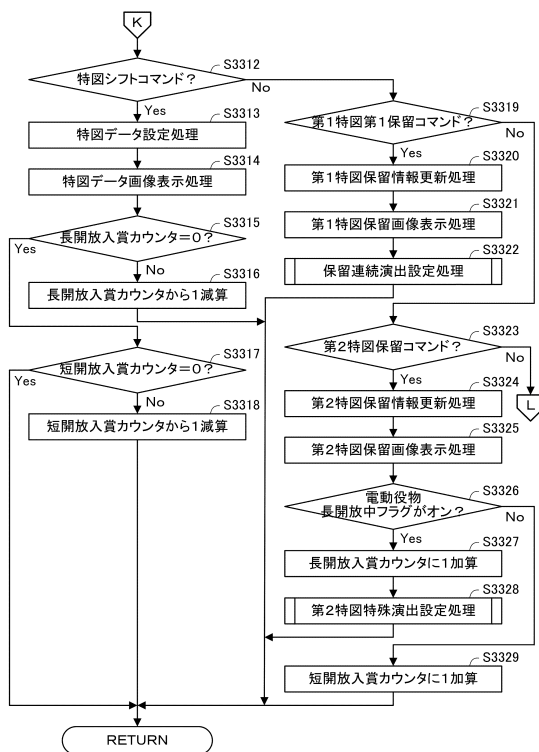 K
S3312
特図シフトコマンド？
No
Yes
S3313
特図データ設定処理
S3314
特図データ画像表示処理
S3315
長開放入賞カウンタ=0？
Yes
No
S3316
長開放入賞カウンタから1減算
S3317
短開放入賞カウンタ=0？
Yes
No
S3318
短開放入賞カウンタから1減算
S3319
第1特図第1保留コマンド？
No
Yes
S3320
第1特図保留情報更新処理
S3321
第1特図保留画像表示処理
S3322
保留連続演出設定処理
S3323
第2特図保留コマンド？
No
Yes
L
S3324
第2特図保留情報更新処理
S3325
第2特図保留画像表示処理
S3326
電動役物
長開放中フラグがオン？
No
Yes
S3327
長開放入賞カウンタに1加算
S3328
第2特図特殊演出設定処理
S3329
短開放入賞カウンタに1加算
RETURN